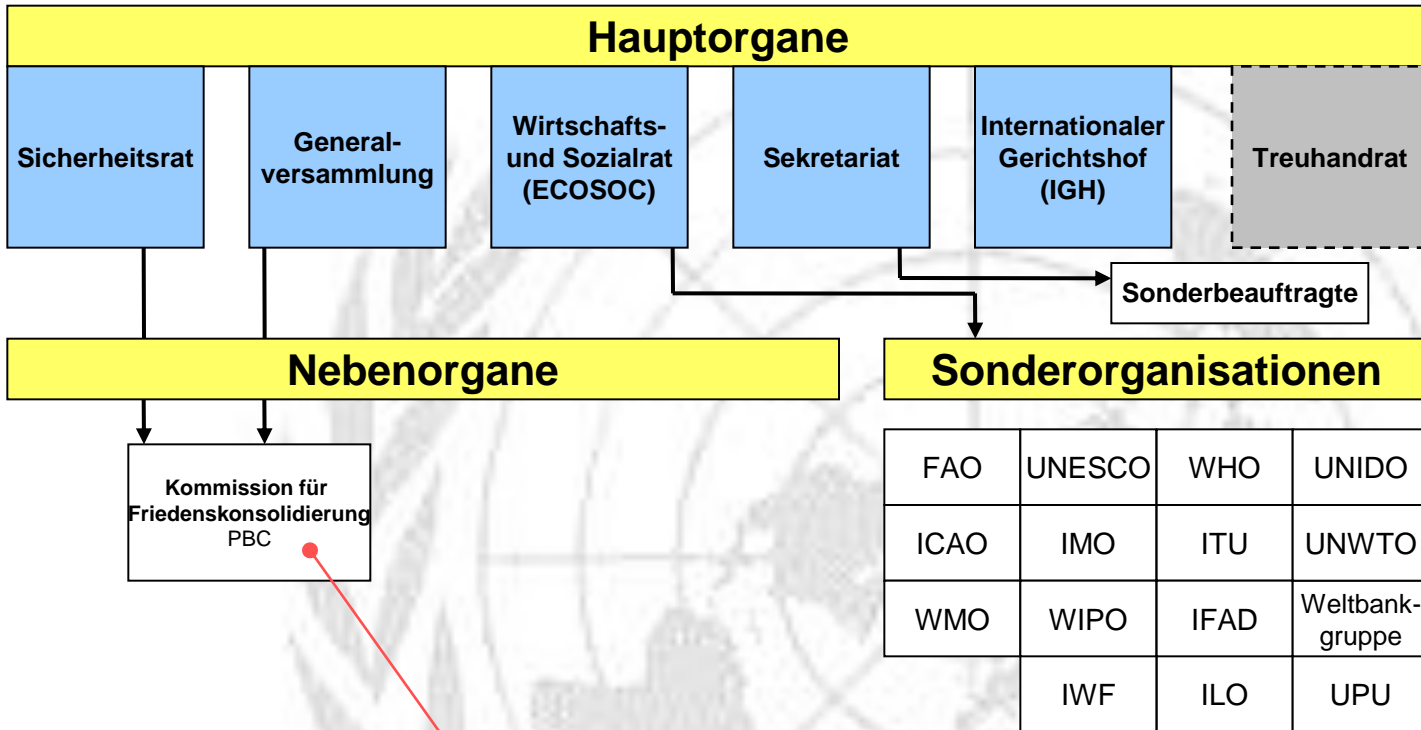 Hauptorgane
Sicherheitsrat
General-
versammlung
Wirtschafts-
und Sozialrat
(ECOSOC)
Sekretariat
Internationaler
Gerichtshof
(IGH)
Treuhandrat
Sonderbeauftragte
Nebenorgane
Sonderorganisationen
Kommission für
Friedenskonsolidierung
PBC
FAO UNESCO WHO UNIDO
ICAO IMO ITU UNWTO
WMO WIPO IFAD Weltbank-
gruppe
IWF ILO UPU